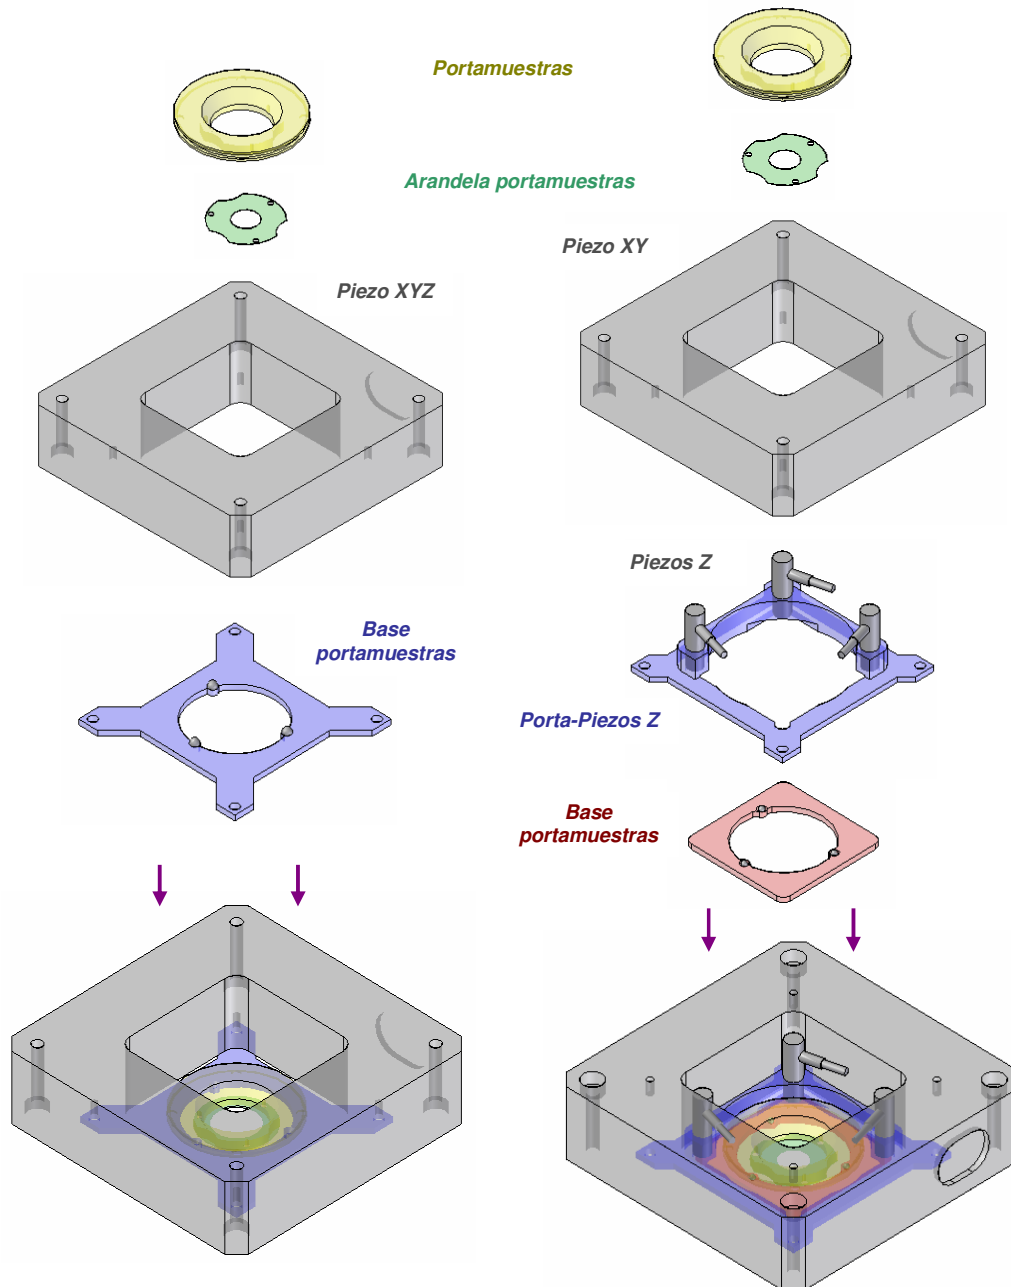 Portamuestras
Arandela portamuestras
Piezo XY
Piezo XYZ
Piezos Z
Base
portamuestras
Porta-Piezos Z
Base
portamuestras